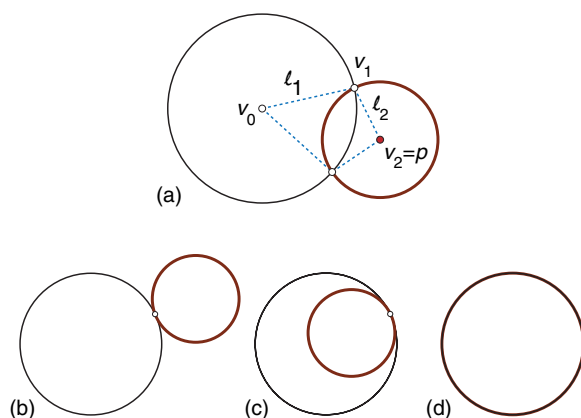 v₁
ℓ₁
ℓ₂
v₀
v₂=p
(a)
(b) (c) (d)